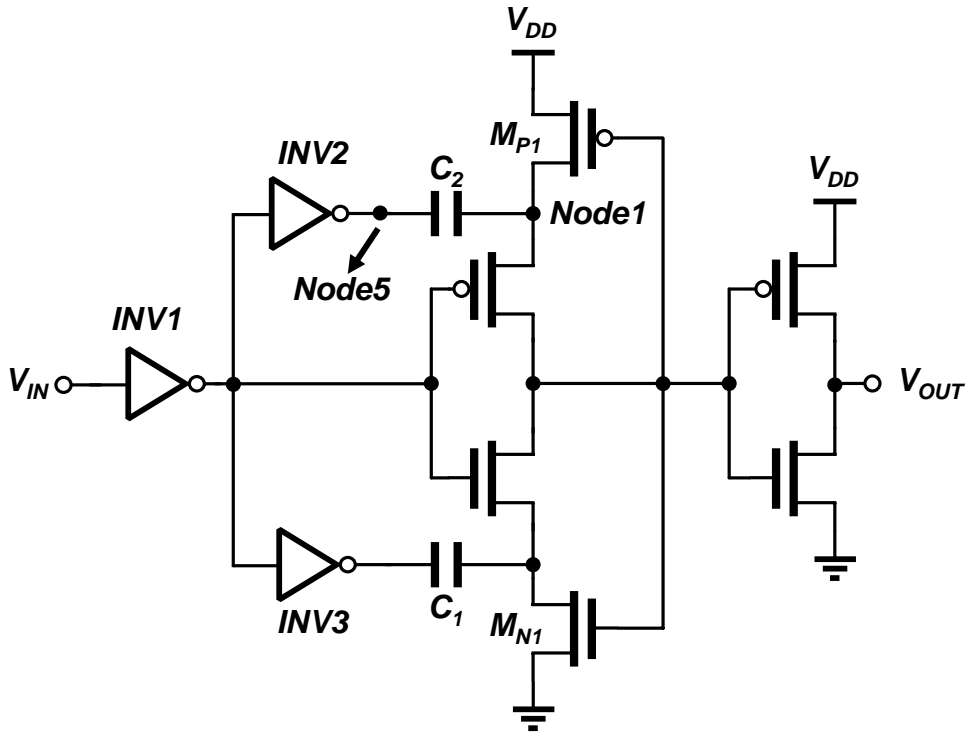 V_DD
M_P1
INV2
C_2
V_DD
Node1
Node5
INV1
V_IN
V_OUT
C_1
INV3
M_N1